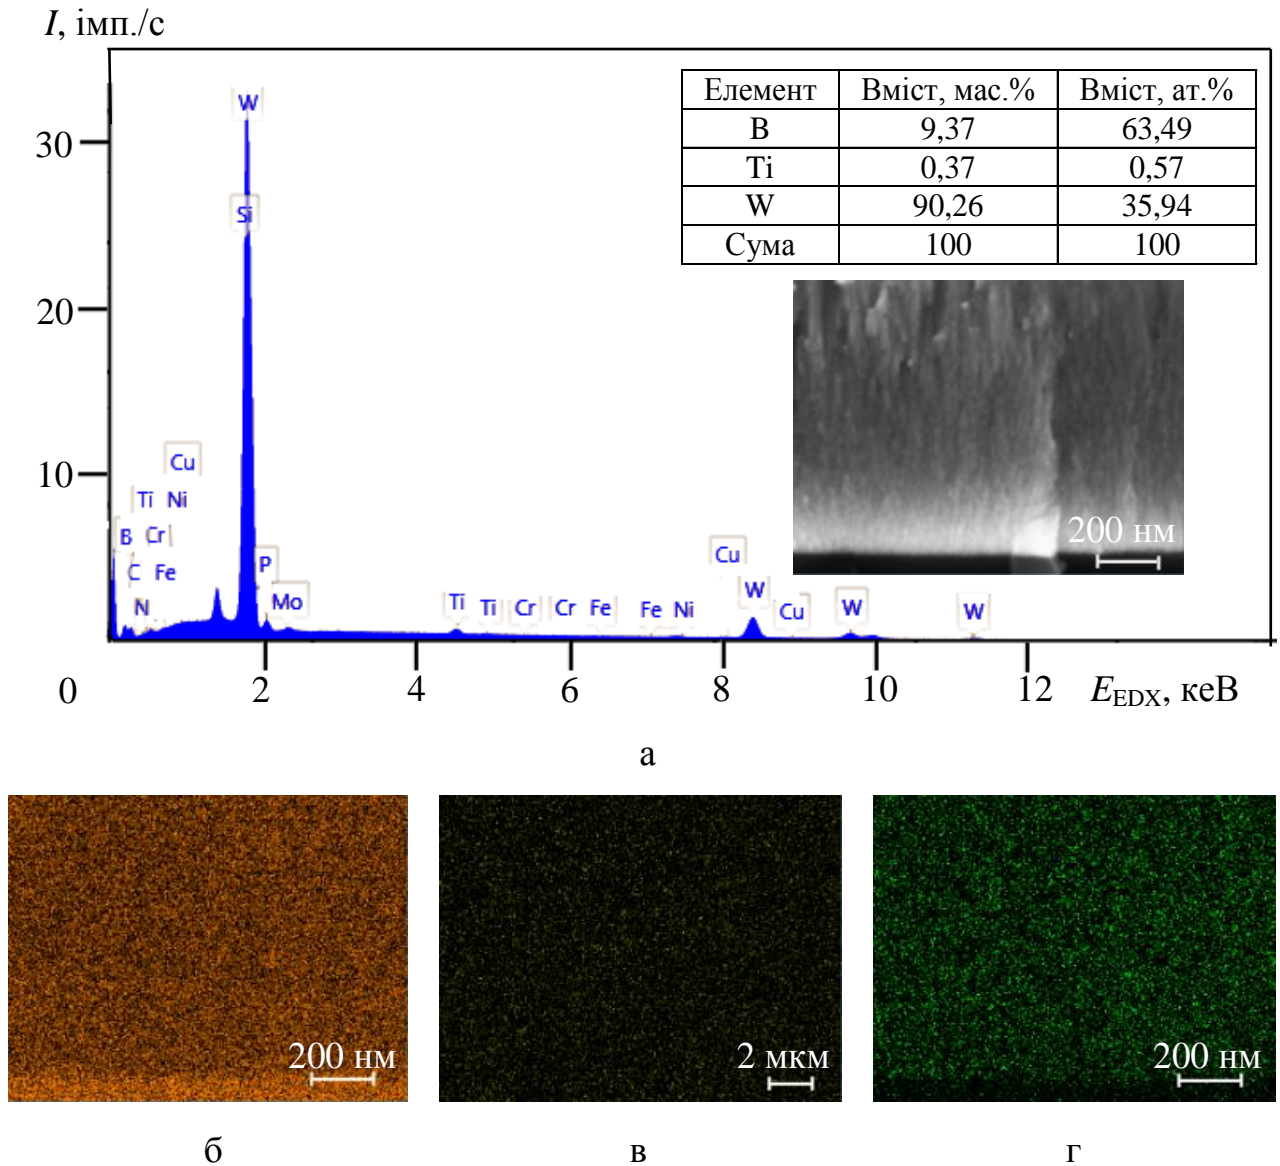 I, імп./с
Елемент Вміст, мас.% Вміст, ат.%
B 9,37 63,49
Ti 0,37 0,57
W 90,26 35,94
Сума 100 100
W
30
Si
20
200 нм
Cu
10
Ti Ni
B Cr
Cu
P
C Fe
W
N
Mo
Ti Ti Cr Cr Fe Fe Ni Cu W W
0 2 4 6 8 10 12 E EDX, кеВ
а
200 нм 2 мкм 200 нм
б в г